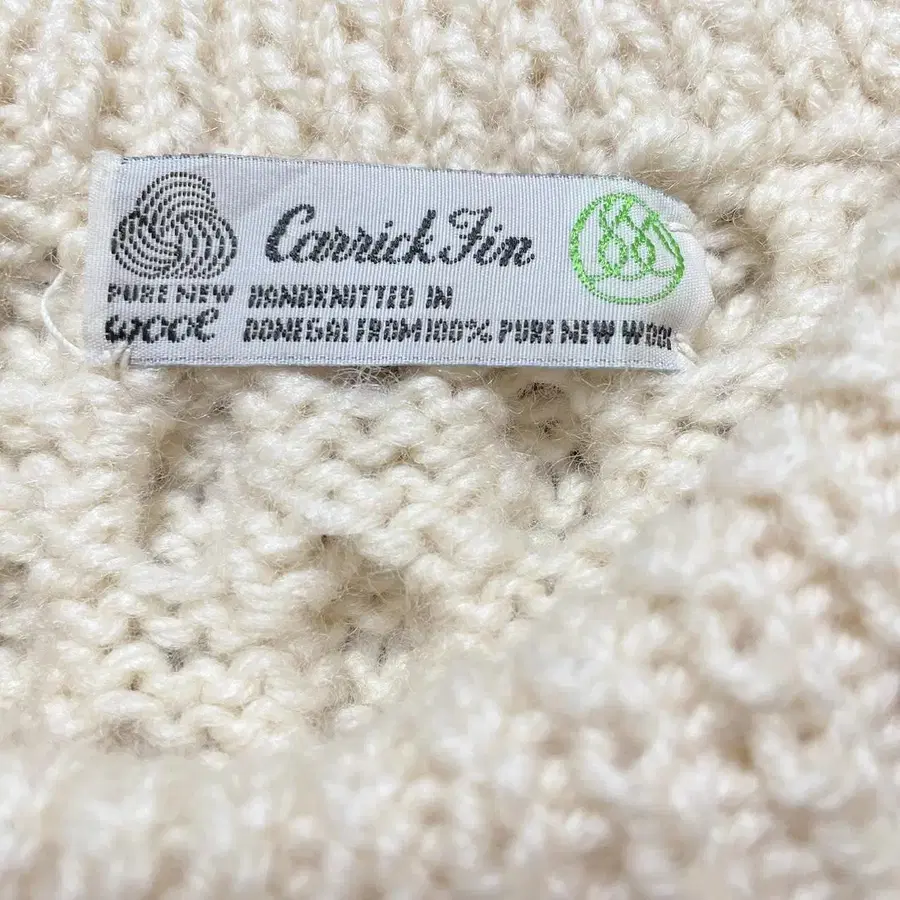 Carrick Fin
PURE NEW
WOOL
HANDKNITTED IN
DONEGAL FROM 100% PURE NEW WOOL